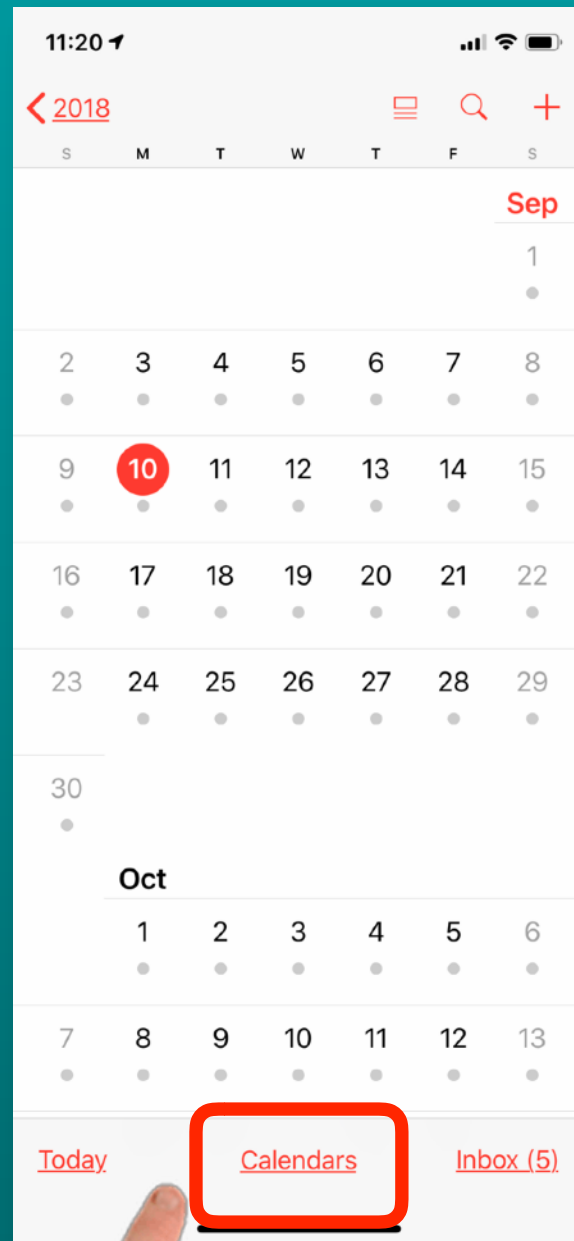 11:20
2018
S M T W T F S
Sep
1
2 3 4 5 6 7 8
9 10 11 12 13 14 15
16 17 18 19 20 21 22
23 24 25 26 27 28 29
30
Oct
1 2 3 4 5 6
7 8 9 10 11 12 13
Today Calendars Inbox (5)